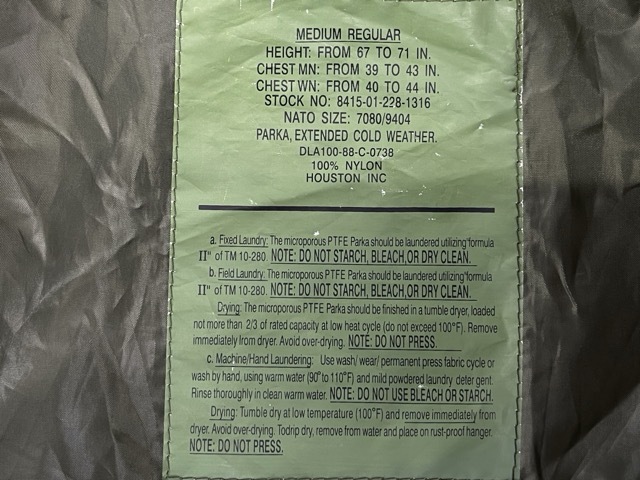 MEDIUM REGULAR
HEIGHT: FROM 67 TO 71 IN.
CHEST MN: FROM 39 TO 43 IN.
CHEST WN: FROM 40 TO 44 IN.
STOCK NO: 8415-01-228-1316
NATO SIZE: 7080/9404
PARKA, EXTENDED COLD WEATHER.
DLA100-88-C-0738
100% NYLON
HOUSTON INC
a. Fixed Laundry: The microporous PTFE Parka should be laundered utilizing "formula
II" of TM 10-280. NOTE: DO NOT STARCH, BLEACH,OR DRY CLEAN.
b. Field Laundry: The microporous PTFE Parka should be laundered utilizing "formula
II" of TM 10-280. NOTE: DO NOT STARCH, BLEACH,OR DRY CLEAN.
Drying: The microporous PTFE Parka should be finished in a tumble dryer, loaded
not more than 2/3 of rated capacity at low heat cycle (do not exceed 100°F). Remove
immediately from dryer. Avoid over-drying. NOTE: DO NOT PRESS.
c. Machine/Hand Laundering: Use wash/ wear/ permanent press fabric cycle or
wash by hand, using warm water (90° to 110°F) and mild powdered laundry deter gent.
Rinse thoroughly in clean warm water. NOTE: DO NOT USE BLEACH OR STARCH.
Drying: Tumble dry at low temperature (100°F) and remove immediately from
dryer. Avoid over-drying. Todrip dry, remove from water and place on rust-proof hanger.
NOTE: DO NOT PRESS.